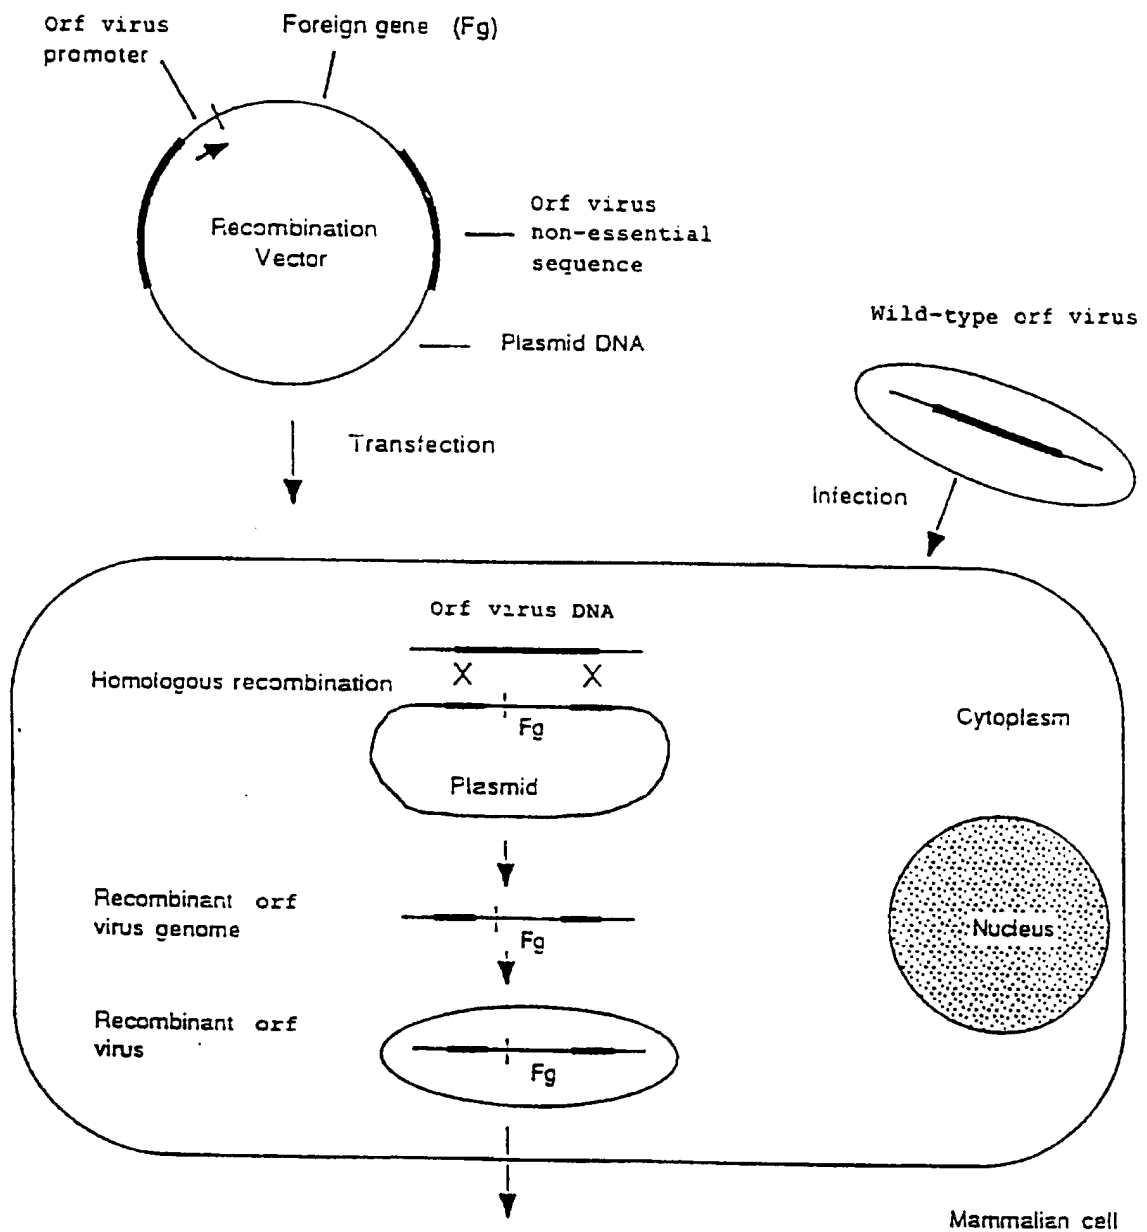 Orf virus
promoter
Foreign gene (Fg)
Recombination
Vector
Orf virus
non-essential
sequence
Plasmid DNA
Wild-type orf virus
Transfection
Infection
Orf virus DNA
Homologous recombination
Fg
Plasmid
Cytoplasm
Recombinant orf
virus genome
Fg
Nucleus
Recombinant orf
virus
Fg
Mammalian cell